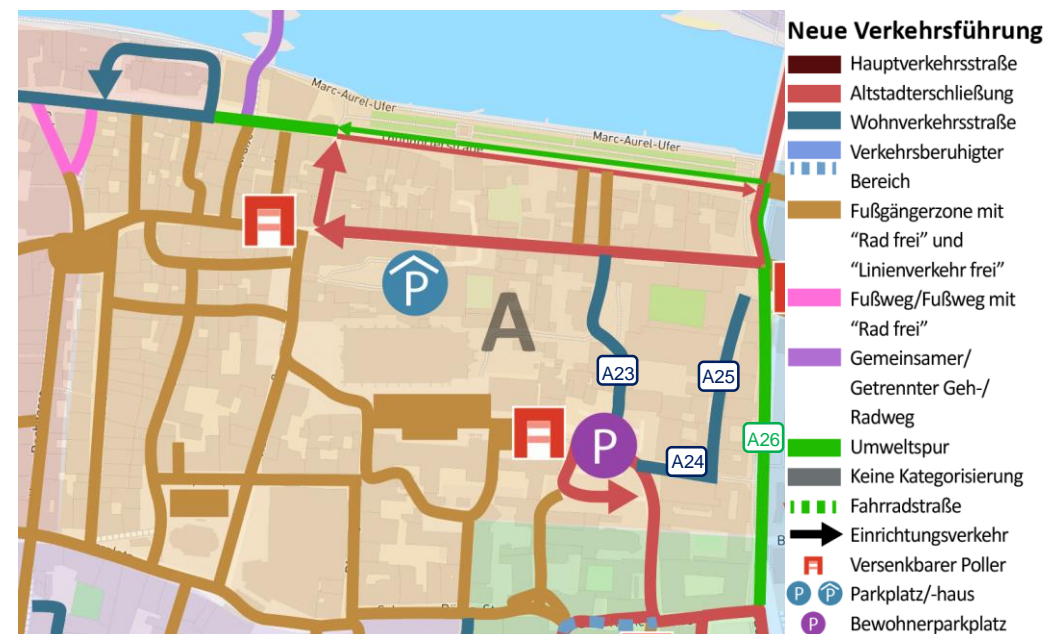 Neue Verkehrsführung
Hauptverkehrsstraße
Altstadterschließung
Wohnverkehrsstraße
Verkehrsberuhigter
Bereich
Fußgängerzone mit
“Rad frei” und
“Linienverkehr frei”
Fußweg/Fußweg mit
“Rad frei”
Gemeinsamer/
Getrennter Geh-/
Radweg
Umweltspur
Keine Kategorisierung
Fahrradstraße
Einrichtungsverkehr
Versenkbarer Poller
P P Parkplatz/-haus
P Bewohnerparkplatz
Marc-Aurel-Ufer
Marc-Aurel-Ufer
P
A
A23
A25
P
A24
A26